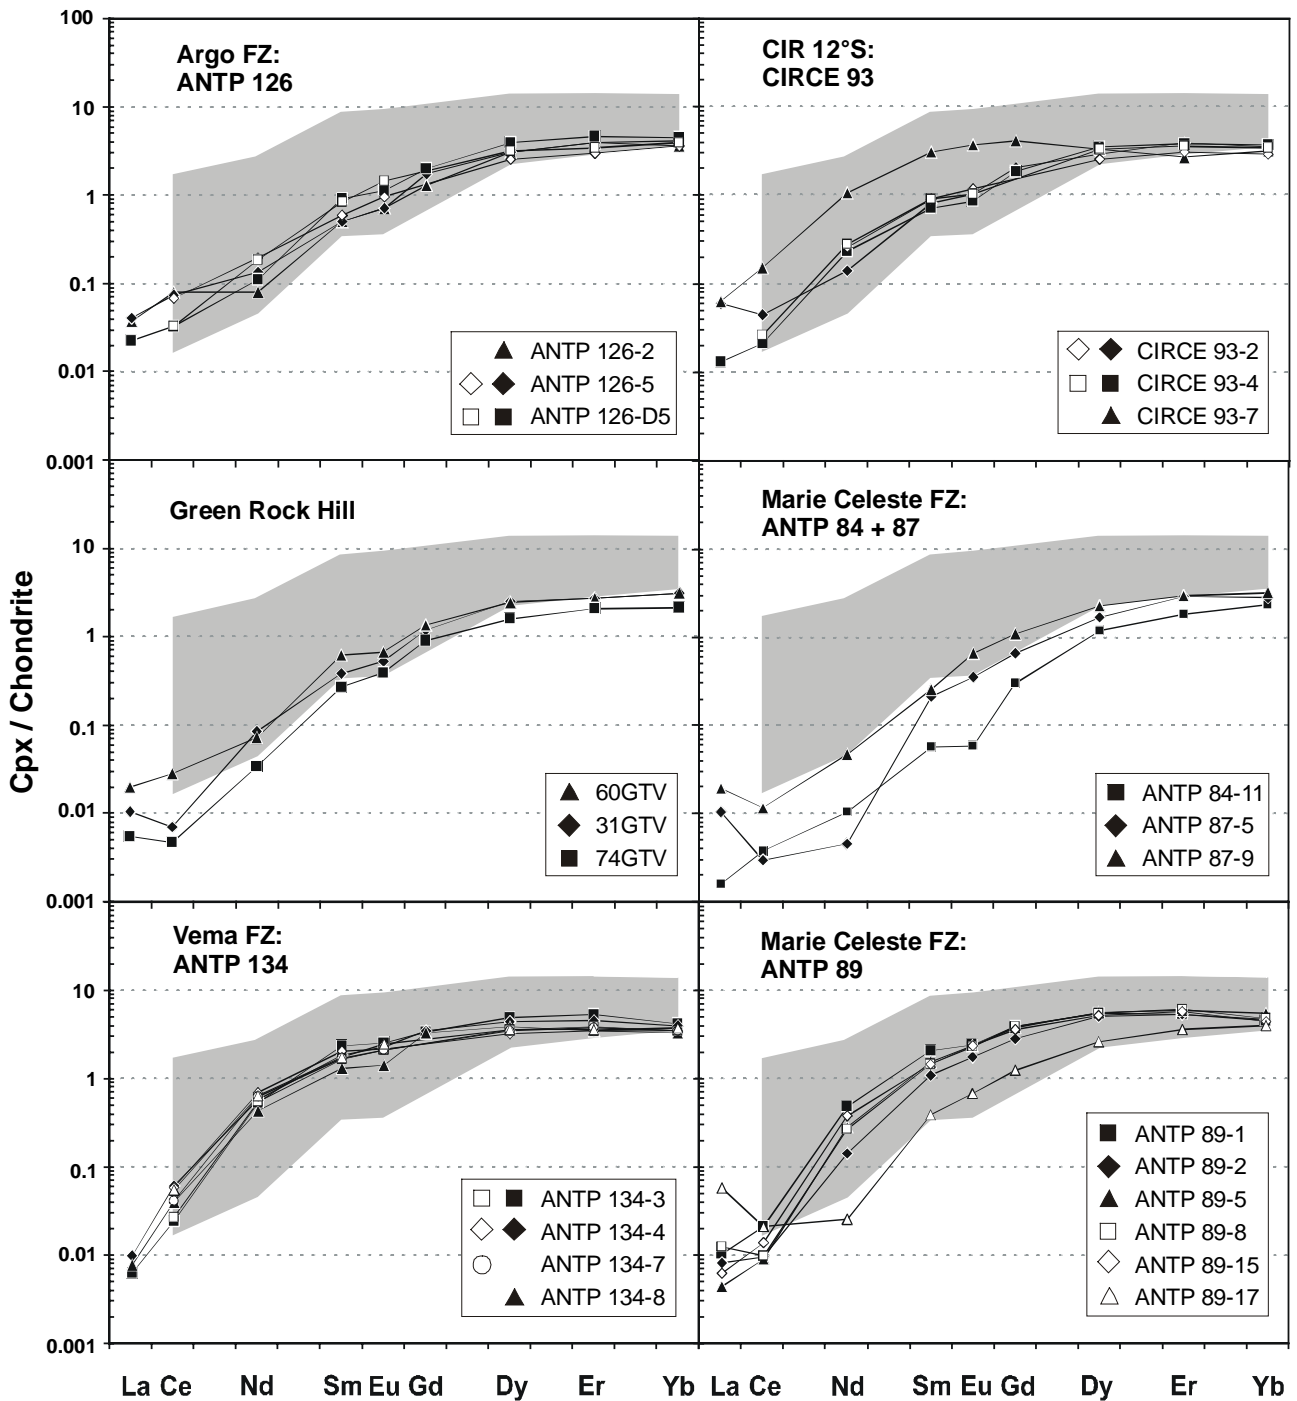 100
10
1
0.1
0.01
0.001
Argo FZ:
ANTP 126
ANTP 126-2
ANTP 126-5
ANTP 126-D5
CIR 12°S:
CIRCE 93
CIRCE 93-2
CIRCE 93-4
CIRCE 93-7
Cpx / Chondrite
10
1
0.1
0.01
0.001
Green Rock Hill
60GTV
31GTV
74GTV
Marie Celeste FZ:
ANTP 84 + 87
ANTP 84-11
ANTP 87-5
ANTP 87-9
10
1
0.1
0.01
0.001
Vema FZ:
ANTP 134
ANTP 134-3
ANTP 134-4
ANTP 134-7
ANTP 134-8
Marie Celeste FZ:
ANTP 89
ANTP 89-1
ANTP 89-2
ANTP 89-5
ANTP 89-8
ANTP 89-15
ANTP 89-17
La Ce Nd Sm Eu Gd Dy Er Yb La Ce Nd Sm Eu Gd Dy Er Yb